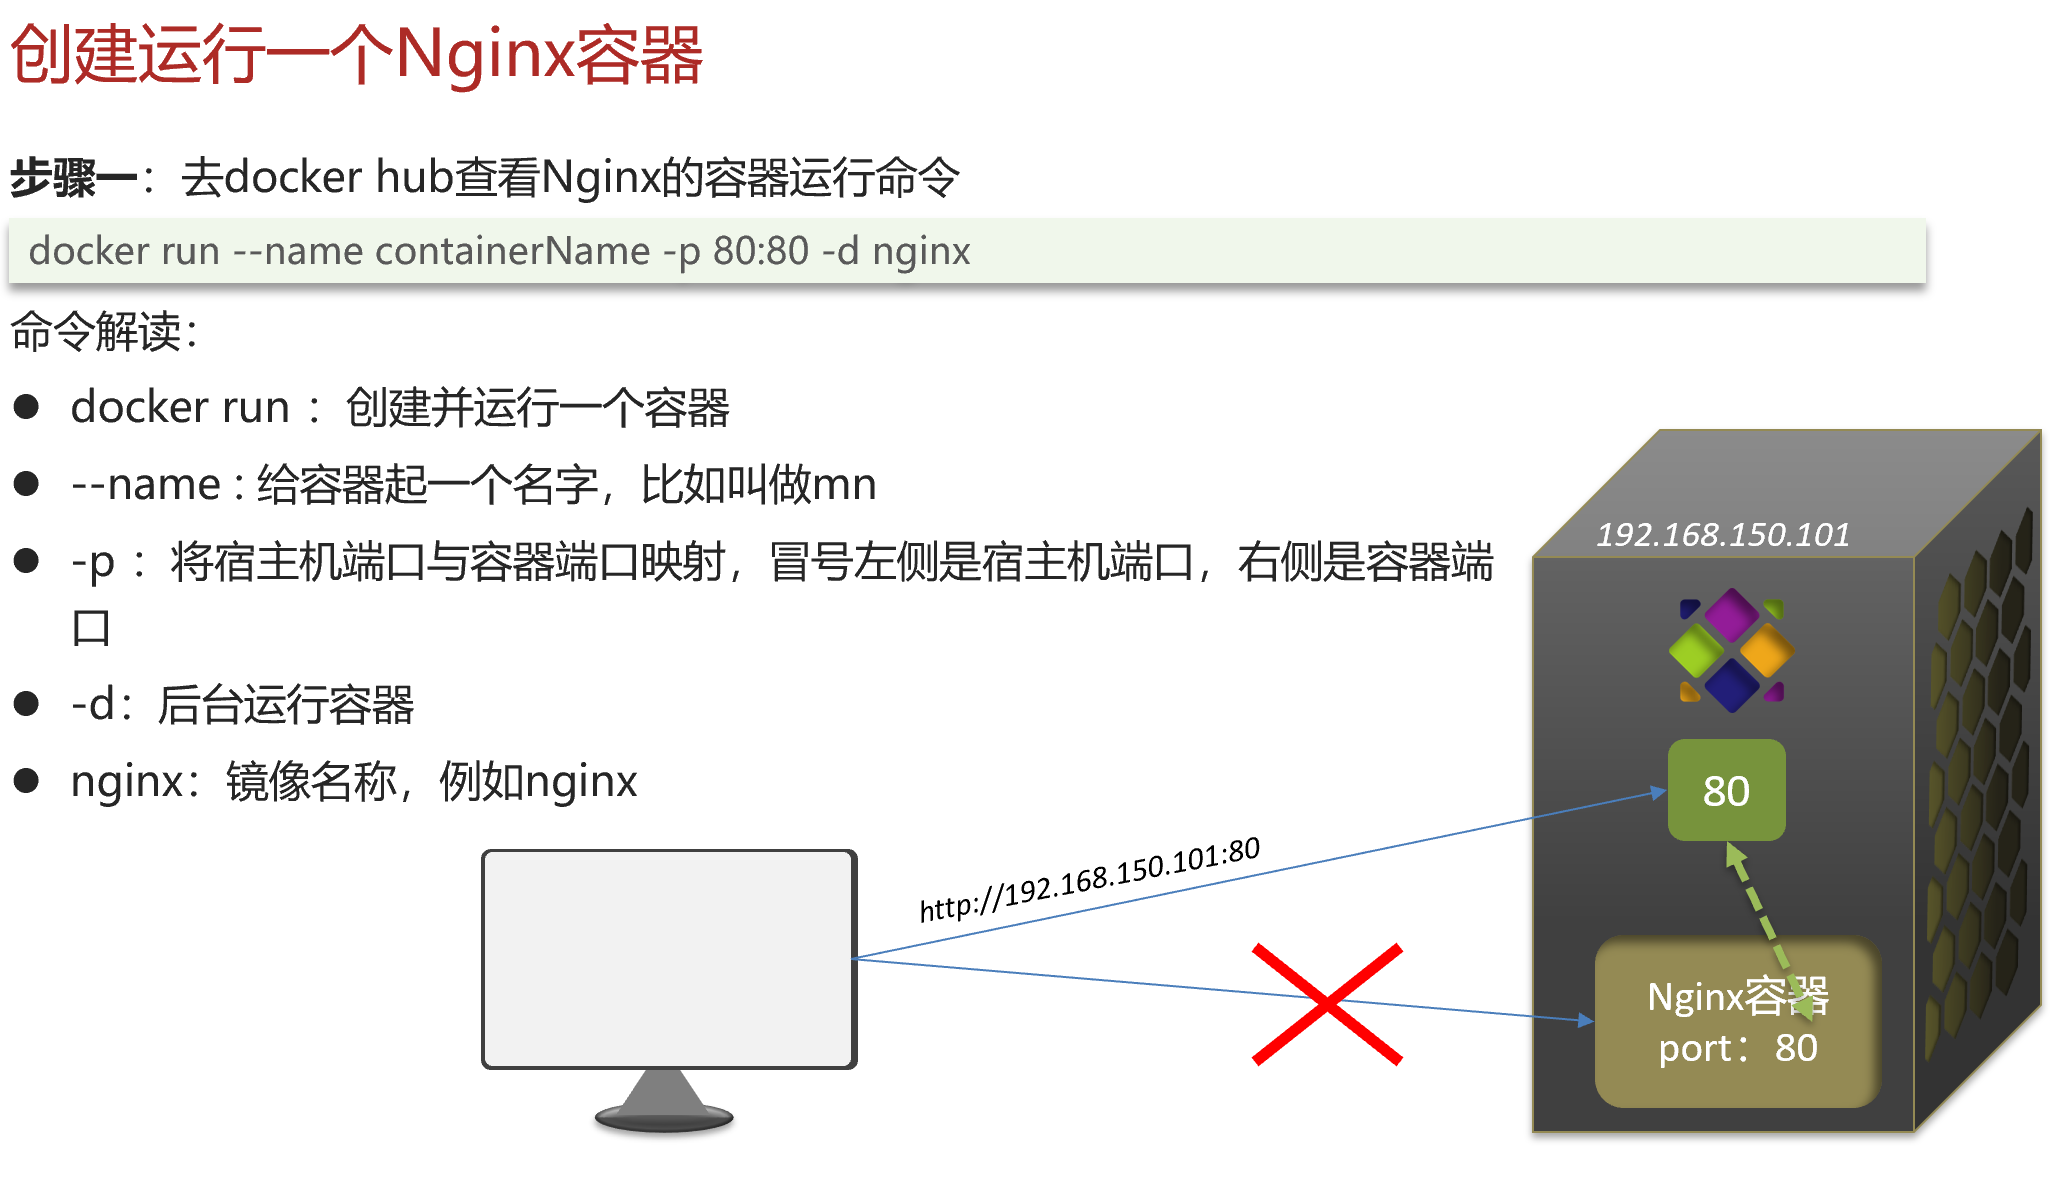 创建运行一个Nginx容器
步骤一：去docker hub查看Nginx的容器运行命令
docker run --name containerName -p 80:80 -d nginx
命令解读：
docker run ：创建并运行一个容器
--name : 给容器起一个名字，比如叫做mn
-p ：将宿主机端口与容器端口映射，冒号左侧是宿主机端口，右侧是容器端
口
-d：后台运行容器
nginx：镜像名称，例如nginx
192.168.150.101
80
http://192.168.150.101:80
Nginx容器
port：80